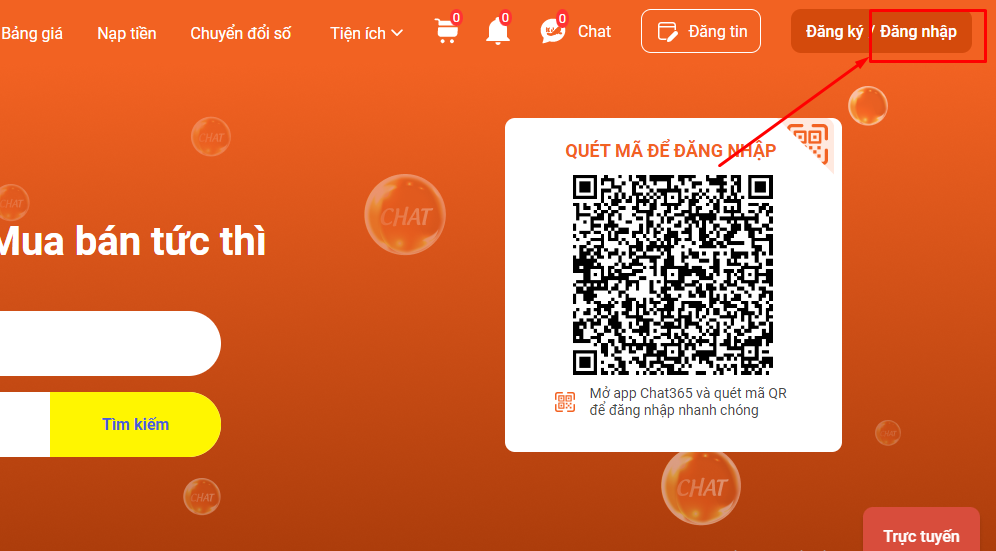 Bảng giá
Nạp tiền
Chuyển đổi số
Tiện ích
0
0
0
Chat
Đăng tin
Đăng ký / Đăng nhập
QUÉT MÃ ĐỂ ĐĂNG NHẬP
CHAT
CHAT
CHAT
Mua bán tức thì
Mở app Chat365 và quét mã QR
để đăng nhập nhanh chóng
Tìm kiếm
CHAT
CHAT
CHAT
Trực tuyến